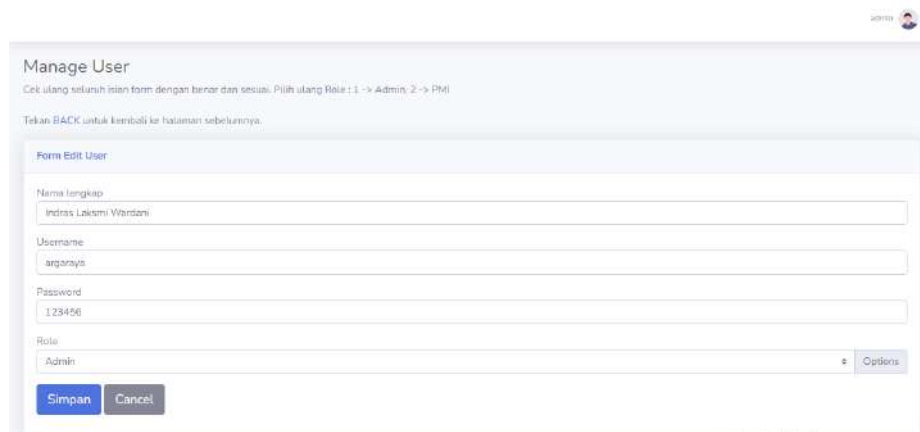 admin
Manage User
Cek ulang seluruh isian form dengan benar dan sesuai. Pilih ulang Role : 1 -> Admin, 2 -> PMI
Tekan BACK untuk kembali ke halaman sebelumnya.
Form Edit User
Nama lengkap
Indras Laksmi Wardani
Username
argaraya
Password
123456
Role
Admin
Options
Simpan
Cancel